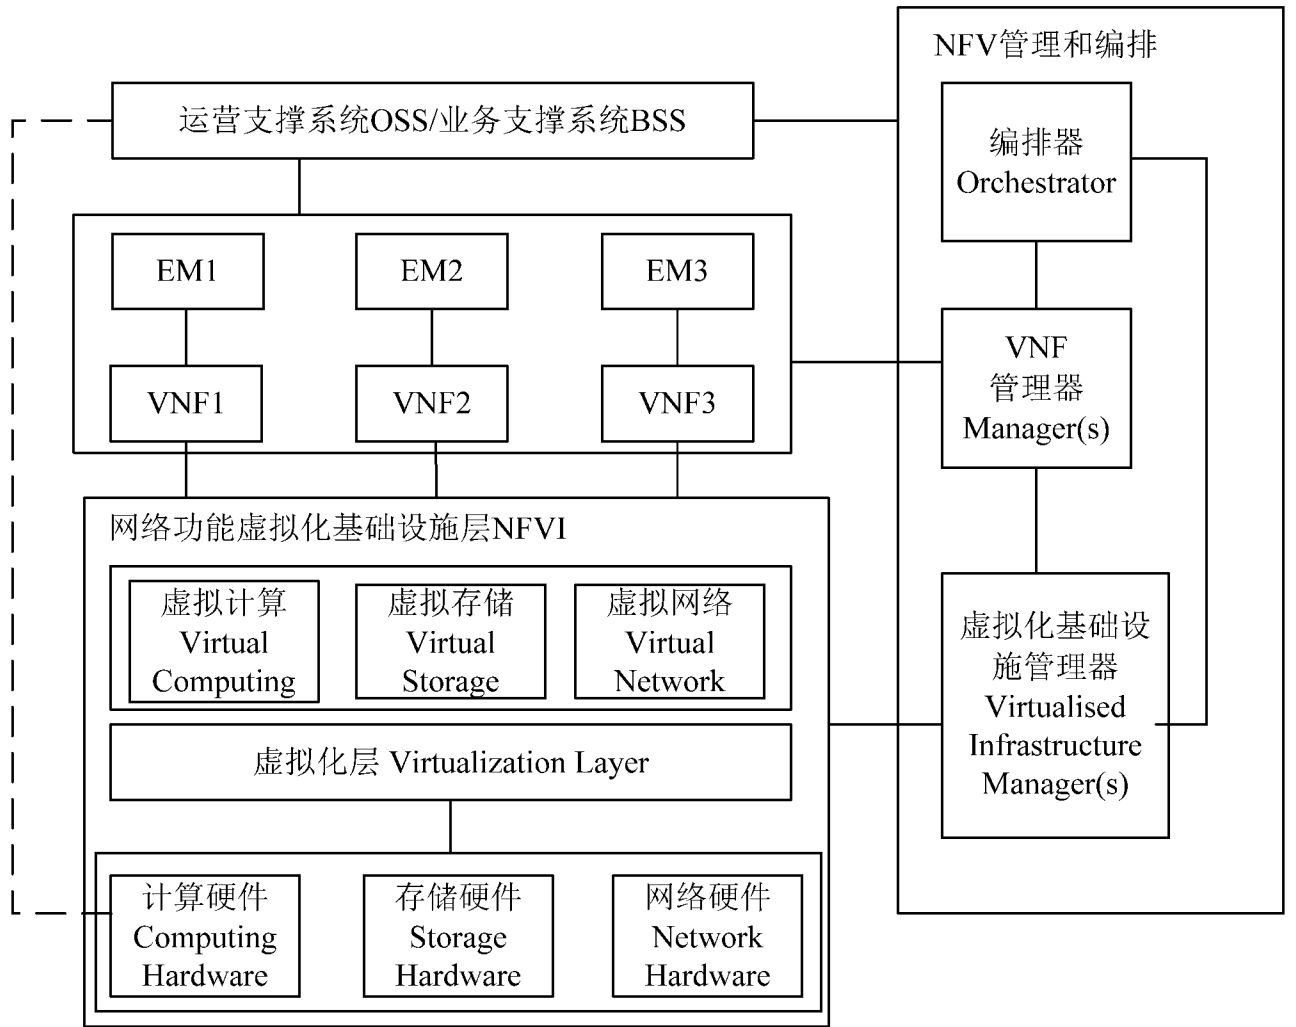 NFV管理和编排
运营支撑系统OSS/业务支撑系统BSS
编排器
Orchestrator
EM1
EM2
EM3
VNF
管理器
Manager(s)
VNF1
VNF2
VNF3
网络功能虚拟化基础设施层NFVI
虚拟计算
Virtual
Computing
虚拟存储
Virtual
Storage
虚拟网络
Virtual
Network
虚拟化基础设
施管理器
Virtualised
Infrastructure
Manager(s)
虚拟化层 Virtualization Layer
计算硬件
Computing
Hardware
存储硬件
Storage
Hardware
网络硬件
Network
Hardware